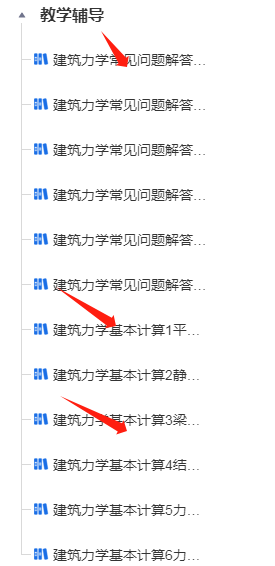 教学辅导
建筑力学常见问题解答...
建筑力学常见问题解答...
建筑力学常见问题解答...
建筑力学常见问题解答...
建筑力学常见问题解答...
建筑力学常见问题解答...
建筑力学基本计算1平...
建筑力学基本计算2静...
建筑力学基本计算3梁...
建筑力学基本计算4结...
建筑力学基本计算5力...
建筑力学基本计算6力...